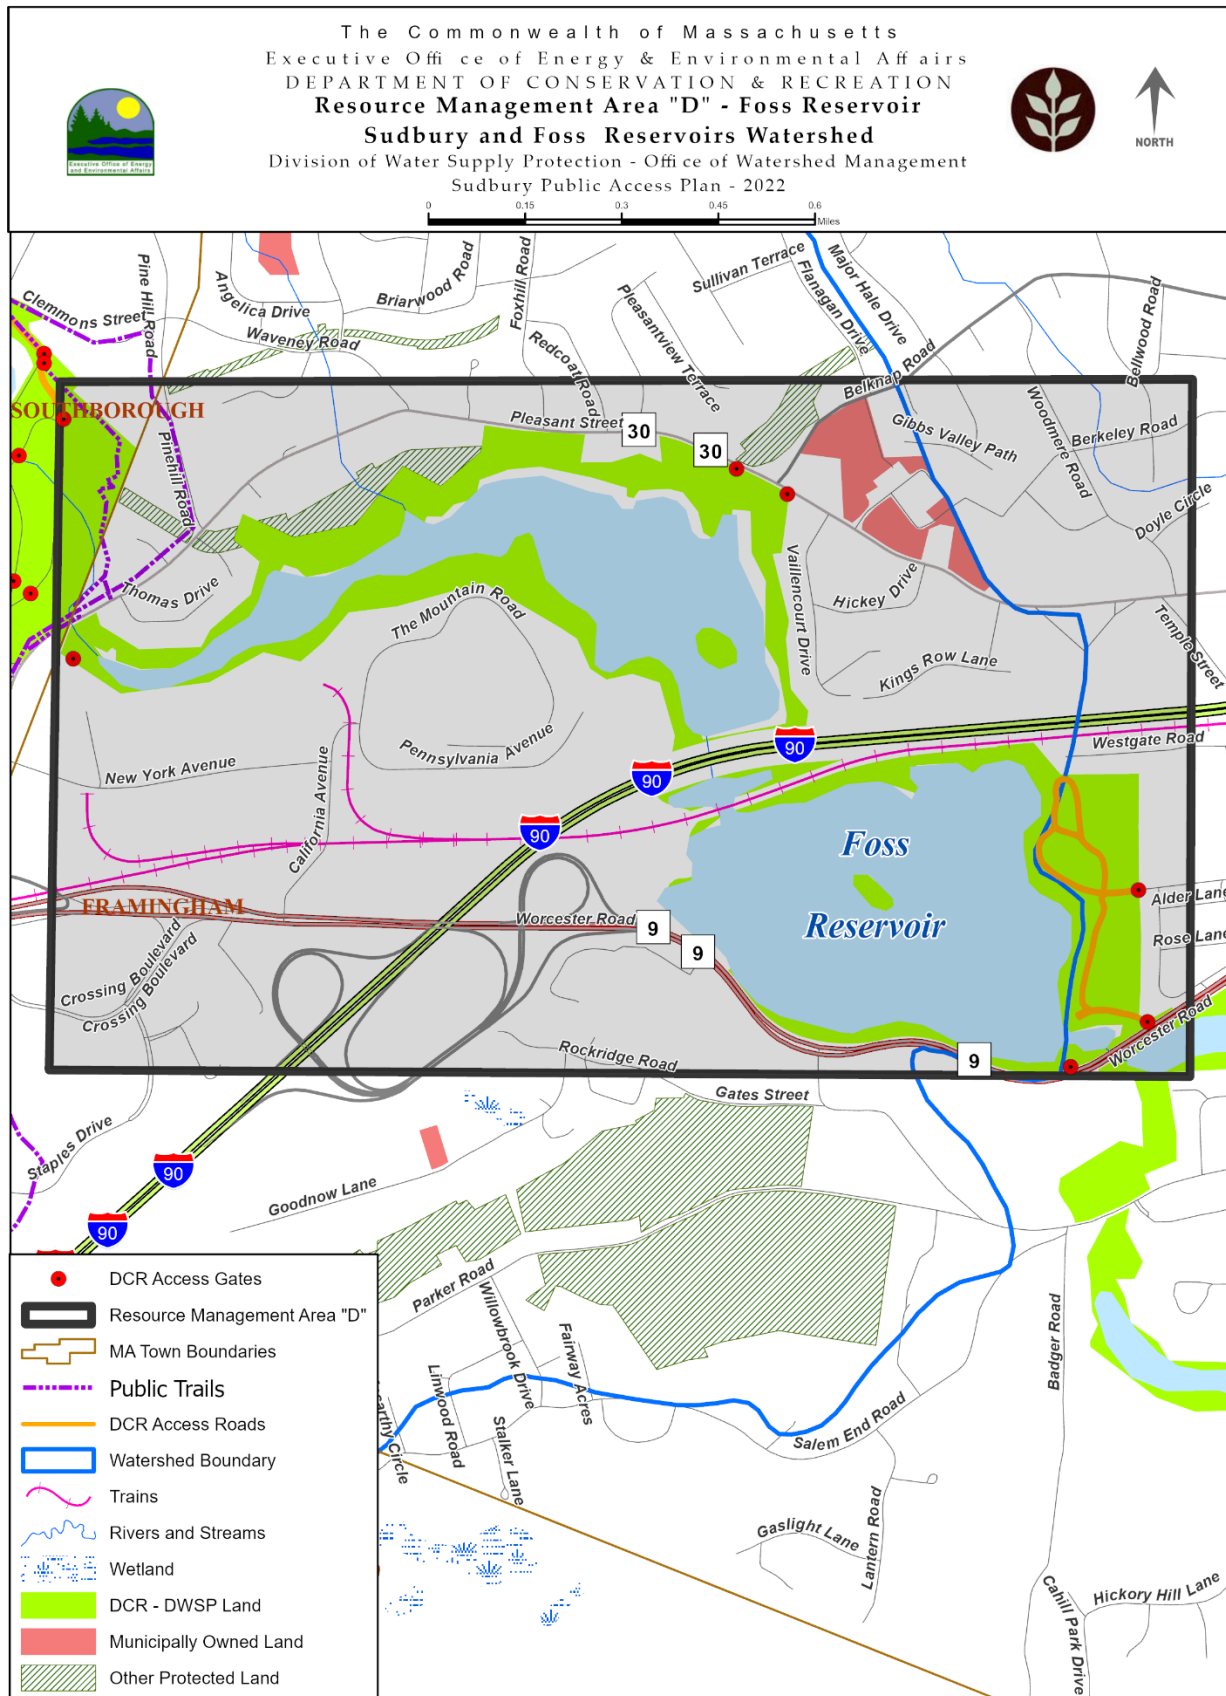 The Commonwealth of Massachusetts
Executive Office of Energy & Environmental Affairs
DEPARTMENT OF CONSERVATION & RECREATION
Resource Management Area "D" - Foss Reservoir
Sudbury and Foss Reservoirs Watershed
Division of Water Supply Protection - Office of Watershed Management
Sudbury Public Access Plan - 2022
Executive Office of Energy
and Environmental Affairs
NORTH
0 0.15 0.3 0.45 0.6
Miles
Clemmons Street
Pine Hill Road
Angelica Drive
Briarwood Road
Foxhill Road
Waveney Road
Redcoat Road
Pleasantview Terrace
Sullivan Terrace
Flanagan Drive
Major Hale Drive
Belknap Road
Bellwood Road
SOUTHBOROUGH
Pleasant Street
30
30
Gibbs Valley Path
Woodmere Road
Berkeley Road
Doyle Circle
Pinehill Road
Thomas Drive
The Mountain Road
Vaillencourt Drive
Hickey Drive
Kings Row Lane
Temple Street
New York Avenue
California Avenue
Pennsylvania Avenue
90
90
90
Westgate Road
Foss
Reservoir
Alder Lane
Rose Lane
FRAMINGHAM
Worcester Road
9
9
Crossing Boulevard
Crossing Boulevard
Worcester Road
9
Rockridge Road
Gates Street
Staples Drive
90
90
Goodnow Lane
Parker Road
Willowbrook Drive
Fairway Acres
Linwood Road
Stalker Lane
arthy Circle
Salem End Road
Badger Road
Gaslight Lane
Lantern Road
Cahill Park Drive
Hickory Hill Lane
DCR Access Gates
Resource Management Area "D"
MA Town Boundaries
Public Trails
DCR Access Roads
Watershed Boundary
Trains
Rivers and Streams
Wetland
DCR - DWSP Land
Municipally Owned Land
Other Protected Land